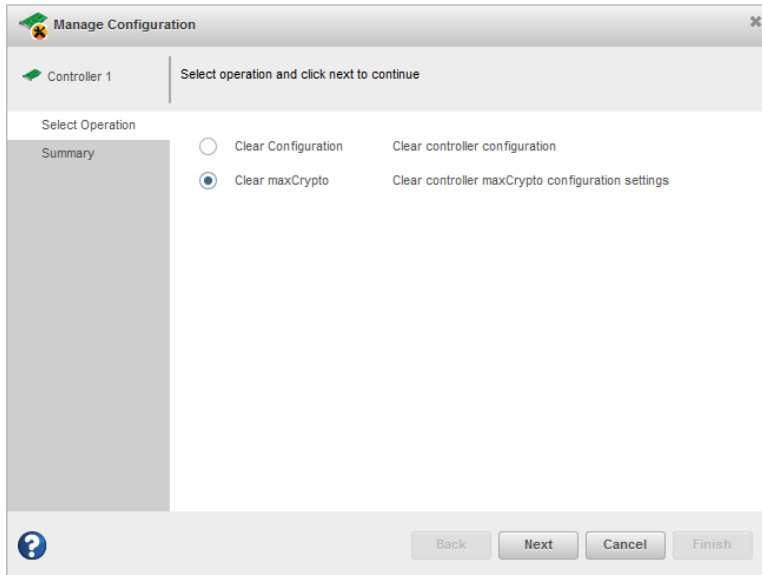 Manage Configuration
Controller 1
Select operation and click next to continue
Select Operation
Summary
Clear Configuration Clear controller configuration
Clear maxCrypto Clear controller maxCrypto configuration settings
? Back Next Cancel Finish